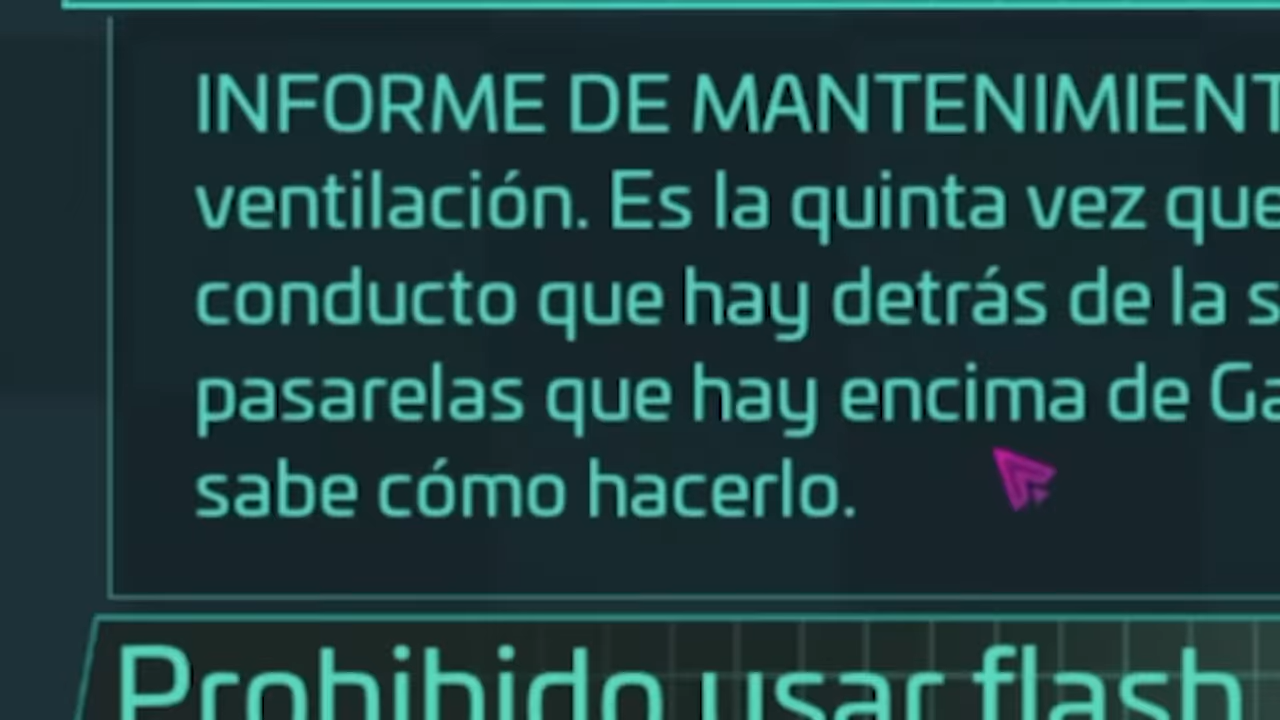 INFORME DE MANTENIMIENT
ventilación. Es la quinta vez que
conducto que hay detrás de la s
pasarelas que hay encima de Ga
sabe cómo hacerlo.
Prohibido usar flash